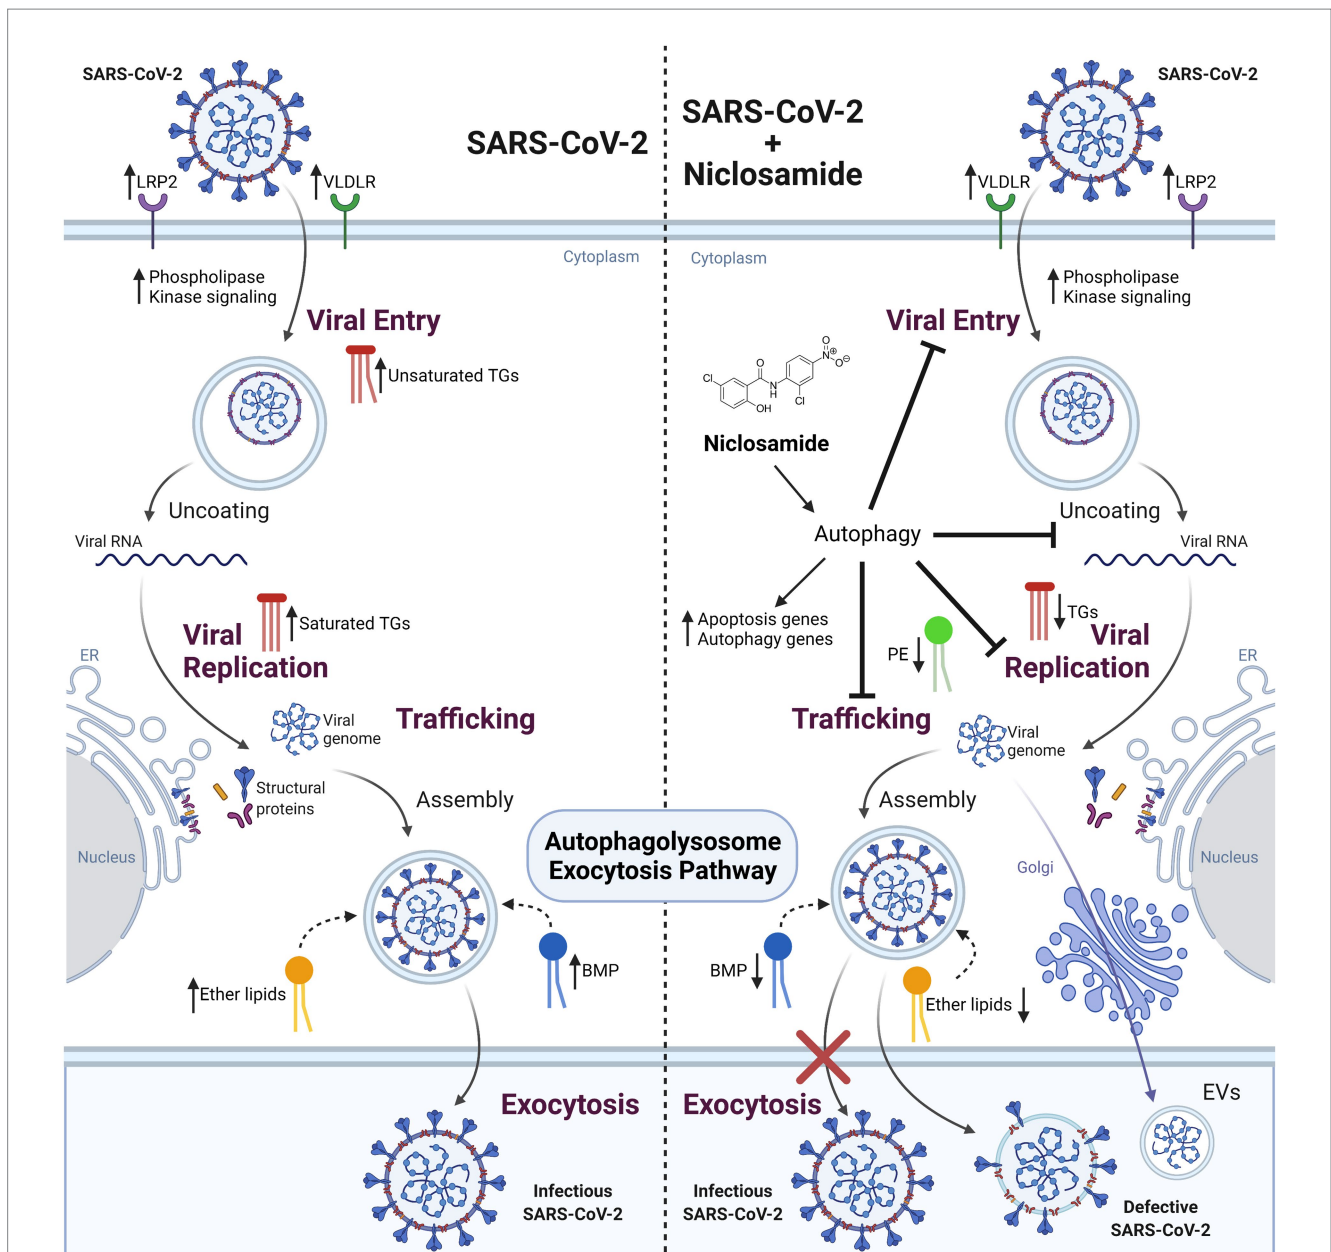 SARS-CoV-2
LRP2
VLDLR
SARS-CoV-2
Cytoplasm
Phospholipase
Kinase signaling
Viral Entry
Unsaturated TGs
Uncoating
Viral RNA
Saturated TGs
Viral
Replication
ER
Viral
genome
Trafficking
Structural
proteins
Assembly
Nucleus
Ether lipids
BMP
Exocytosis
Infectious
SARS-CoV-2
Autophagolysosome
Exocytosis Pathway
SARS-CoV-2
+
Niclosamide
SARS-CoV-2
VLDLR
LRP2
Cytoplasm
Phospholipase
Kinase signaling
Viral Entry
Cl
O
N
H
OH
Cl
O
N
⊕
O
⊖
Niclosamide
Uncoating
Autophagy
Viral RNA
Apoptosis genes
Autophagy genes
PE
TGs
Viral
Replication
ER
Trafficking
Viral
genome
Assembly
Golgi
Nucleus
BMP
Ether lipids
Exocytosis
EVs
Infectious
SARS-CoV-2
Defective
SARS-CoV-2